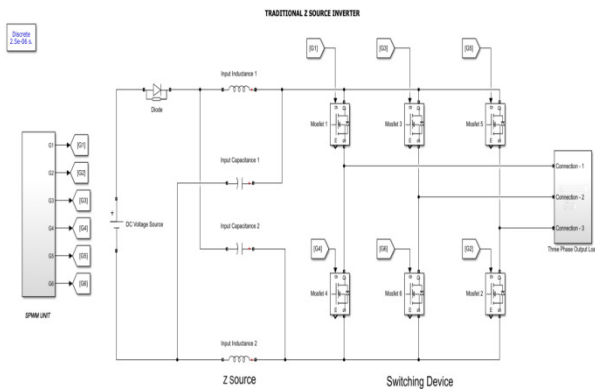 TRADITIONAL Z SOURCE INVERTER
Discrete
2.5e-06 s.
[G1]
[G3]
[G5]
Input Inductance 1
Diode
Mosfet 1
Mosfet 3
Mosfet 5
G1
[G1]
G2
[G2]
G3
[G3]
G4
[G4]
G5
[G5]
G6
[G6]
SPWM UNIT
Input Capacitance 1
+
DC Voltage Source
Input Capacitance 2
Connection - 1
Connection - 2
Connection - 3
Three Phase Output Loa
[G4]
[G6]
[G2]
Mosfet 4
Mosfet 6
Mosfet 2
Input Inductance 2
Z Source
Switching Device